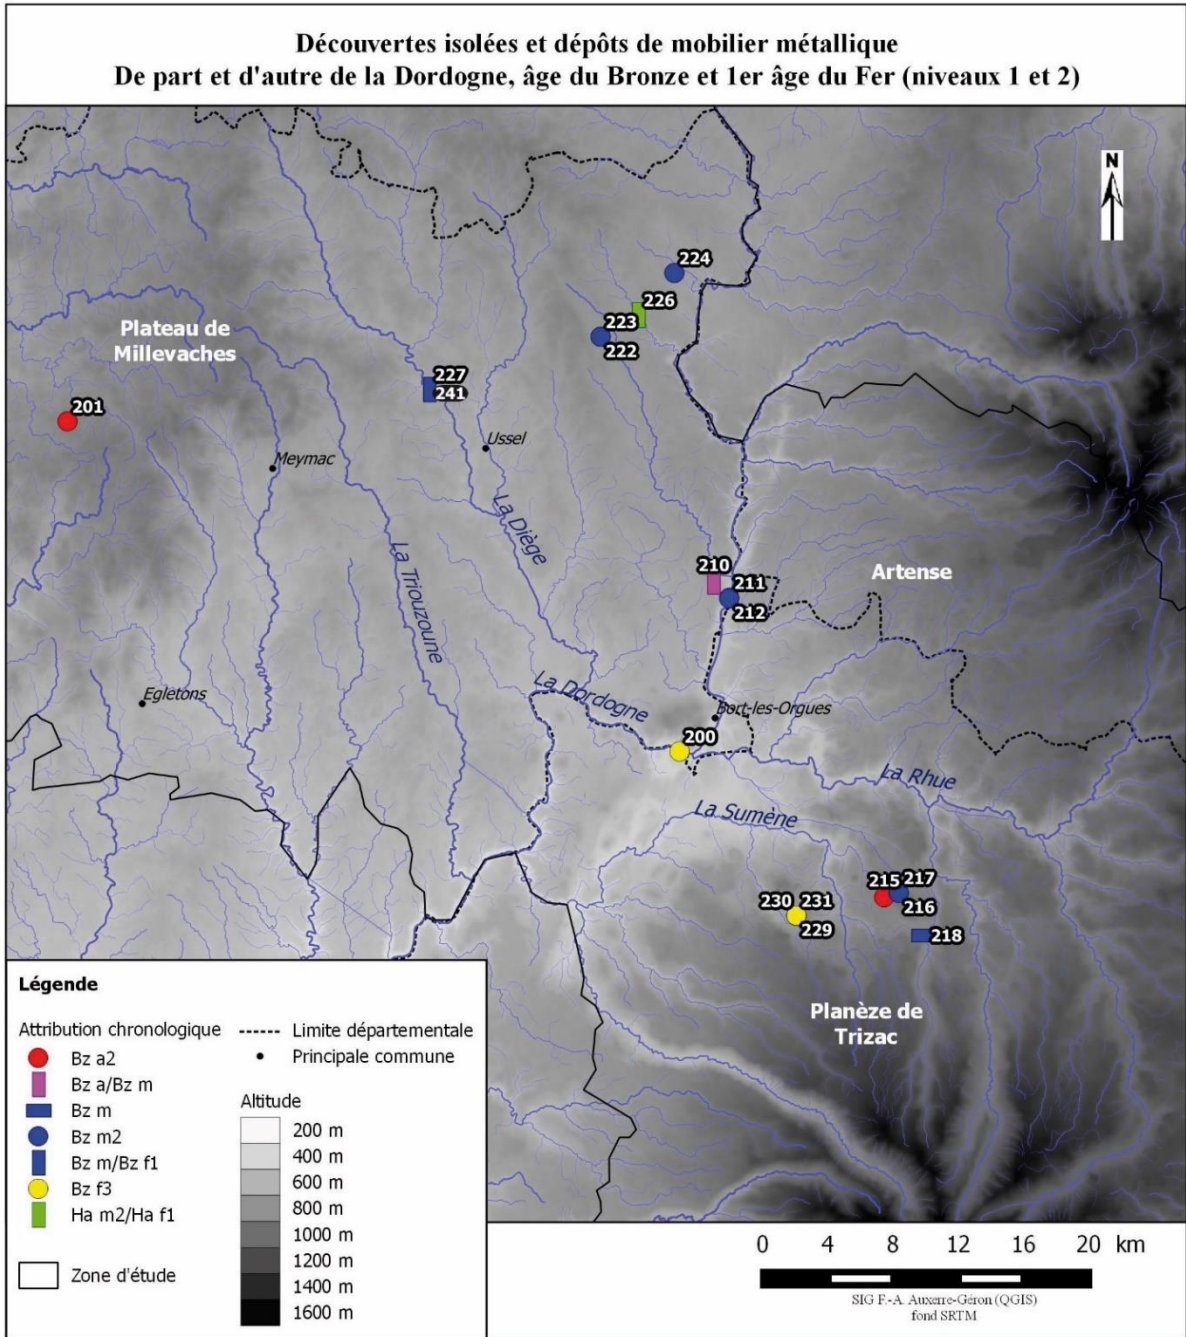 Découvertes isolées et dépôts de mobilier métallique
De part et d'autre de la Dordogne, âge du Bronze et 1er âge du Fer (niveaux 1 et 2)
N
224
226
223
222
Plateau de
Millevaches
227
241
201
Ussel
Meymac
La Diège
La Triouzoune
210
211
212
Artense
Egletons
La Dordogne
Bort-les-Orgues
200
La Rhue
La Sumène
215
217
216
230
231
229
218
Planèze de
Trizac
Légende
Attribution chronologique
Bz a2
Bz a/Bz m
Bz m
Bz m2
Bz m/Bz f1
Bz f3
Ha m2/Ha f1
Zone d'étude
Limite départementale
Principale commune
Altitude
200 m
400 m
600 m
800 m
1000 m
1200 m
1400 m
1600 m
0 4 8 12 16 20 km
SIG F.-A. Auxerre-Géron (QGIS)
fond SRTM